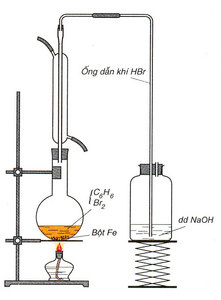 Ống dẫn khí HBr
C₆H₆
Br₂
Bột Fe
dd NaOH